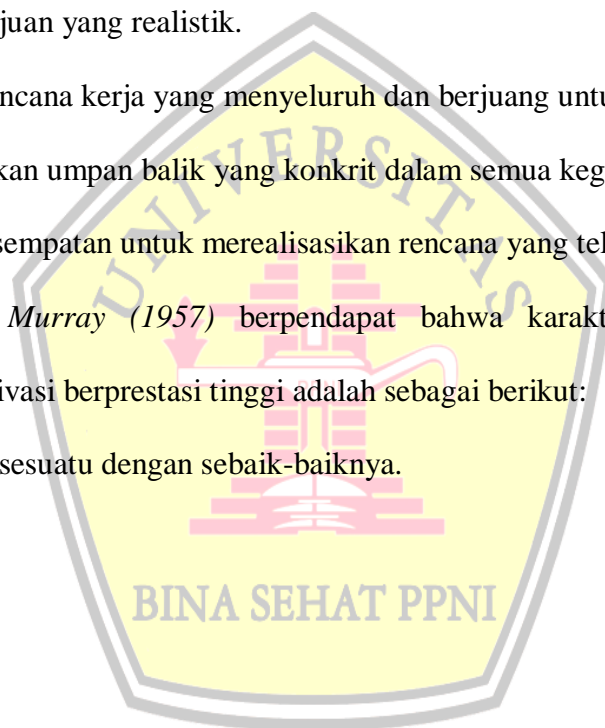 juan yang realistik.
ncana kerja yang menyeluruh dan berjuang untu
kan umpan balik yang konkrit dalam semua keg
sempatan untuk merealisasikan rencana yang tel
Murray (1957) berpendapat bahwa karakt
ivasi berprestasi tinggi adalah sebagai berikut:
sesuatu dengan sebaik-baiknya.
UNIVERSITAS
BINA SEHAT PPNI